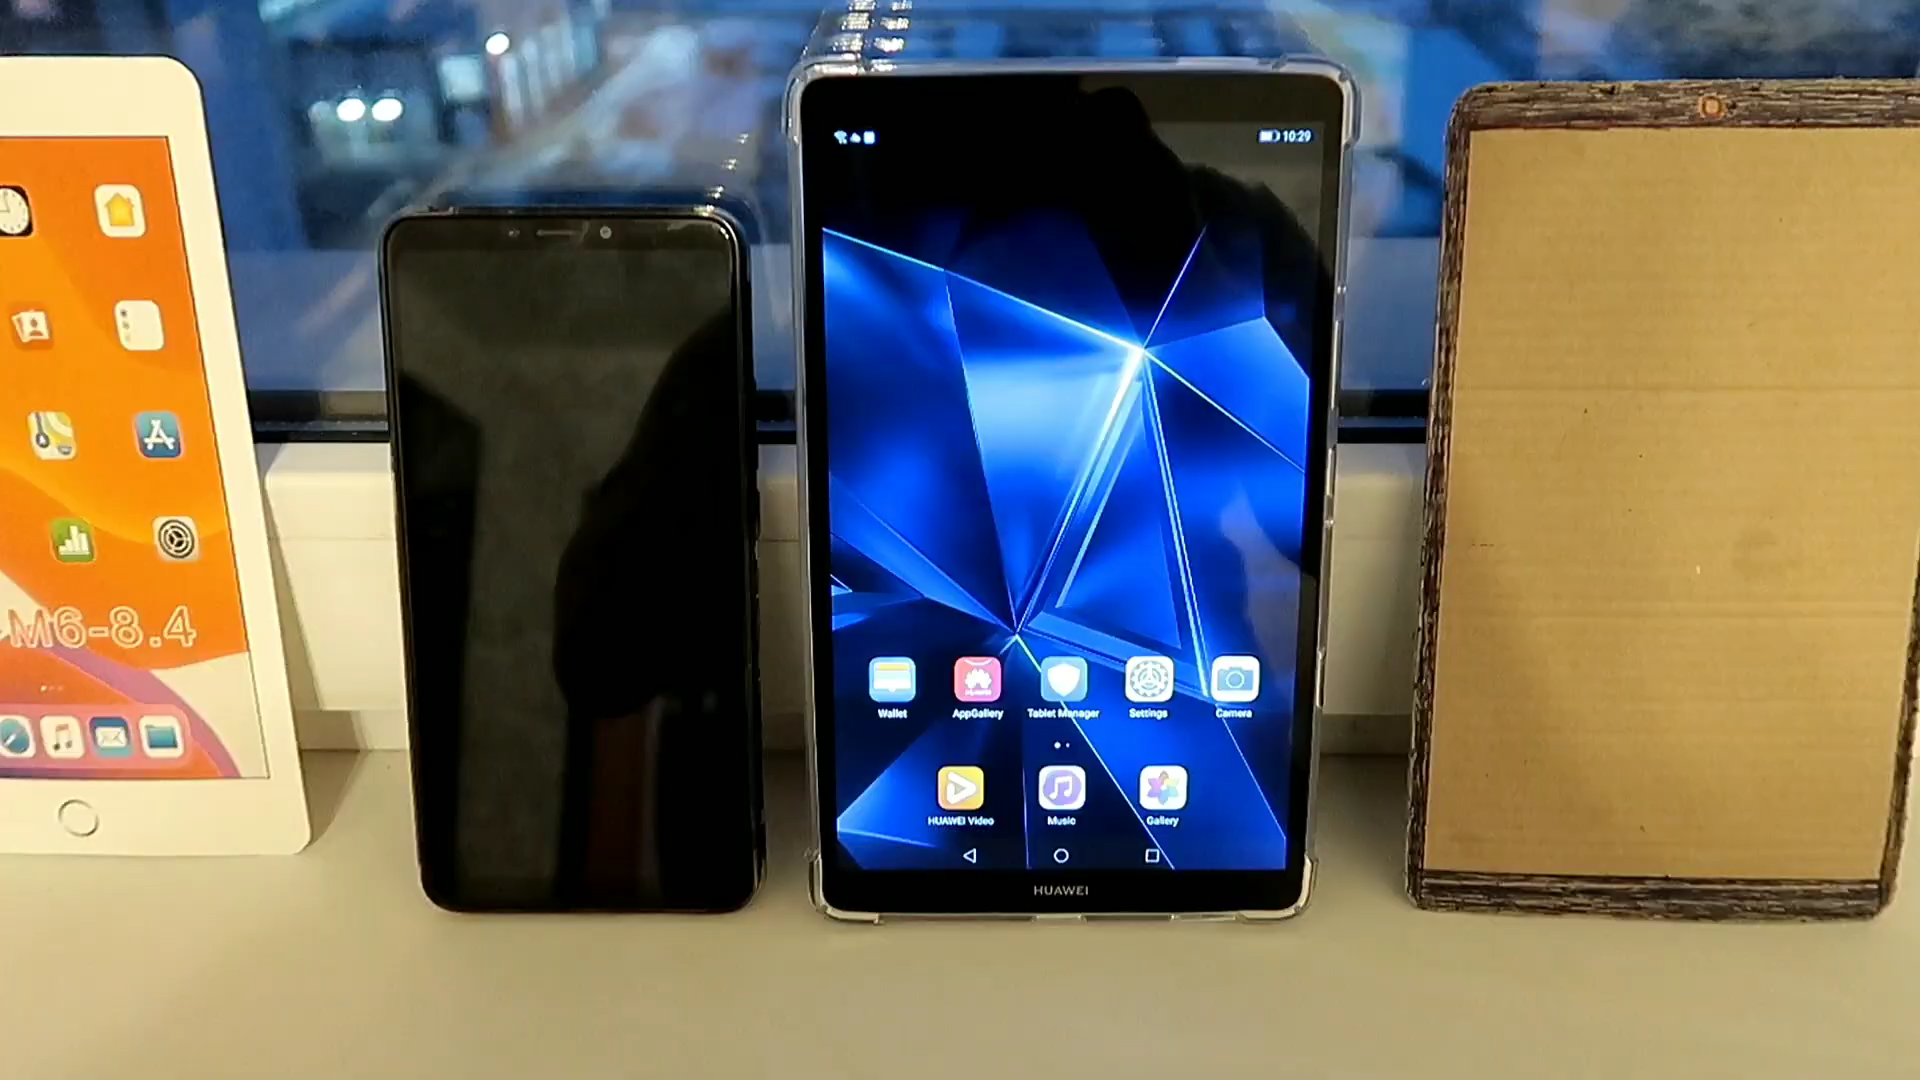 M6-8.4
10:29
Wallet
AppGallery
Tablet Manager
Settings
Camera
HUAWEI Video
Music
Gallery
HUAWEI